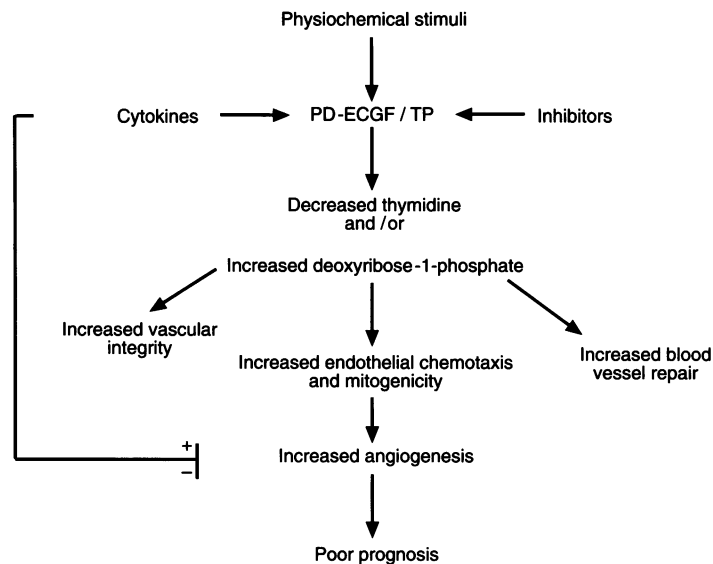 Physiochemical stimuli
Cytokines
PD-ECGF / TP
Inhibitors
Decreased thymidine
and / or
Increased deoxyribose-1-phosphate
Increased vascular
integrity
Increased endothelial chemotaxis
and mitogenicity
Increased blood
vessel repair
+
−
Increased angiogenesis
Poor prognosis